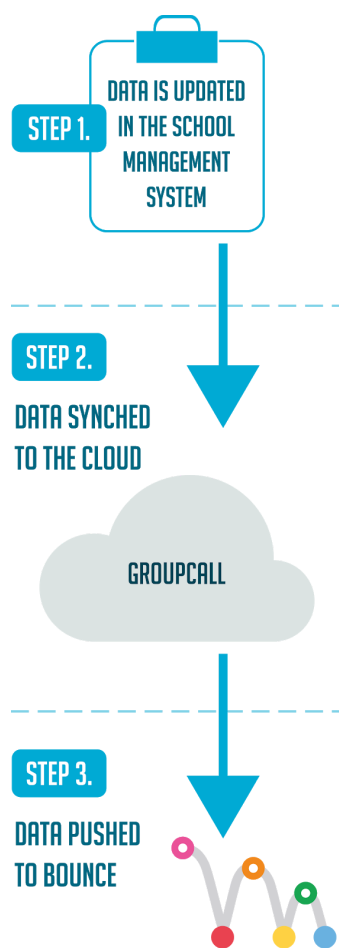 STEP 1.
DATA IS UPDATED
IN THE SCHOOL
MANAGEMENT
SYSTEM
STEP 2.
DATA SYNCHED
TO THE CLOUD
GROUPCALL
STEP 3.
DATA PUSHED
TO BOUNCE